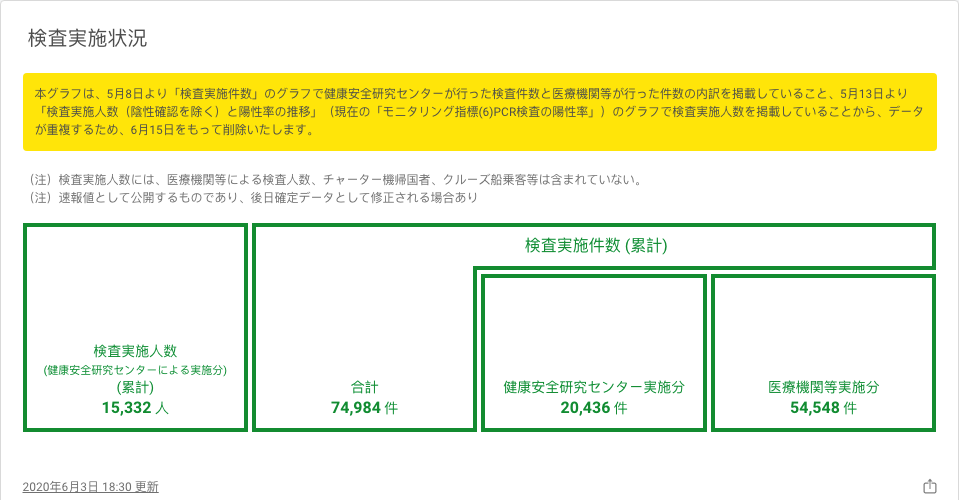 検査実施状況
本グラフは、5月8日より「検査実施件数」のグラフで健康安全研究センターが行った検査件数と医療機関等が行った件数の内訳を掲載していること、5月13日より
「検査実施人数（陰性確認を除く）と陽性率の推移」（現在の「モニタリング指標(6)PCR検査の陽性率」）のグラフで検査実施人数を掲載していることから、データ
が重複するため、6月15日をもって削除いたします。
（注）検査実施人数には、医療機関等による検査人数、チャーター機帰国者、クルーズ船乗客等は含まれていない。
（注）速報値として公開するものであり、後日確定データとして修正される場合あり
検査実施件数 (累計)
検査実施人数
(健康安全研究センターによる実施分)
(累計)
15,332 人
合計
74,984 件
健康安全研究センター実施分
20,436 件
医療機関等実施分
54,548 件
2020年6月3日 18:30 更新